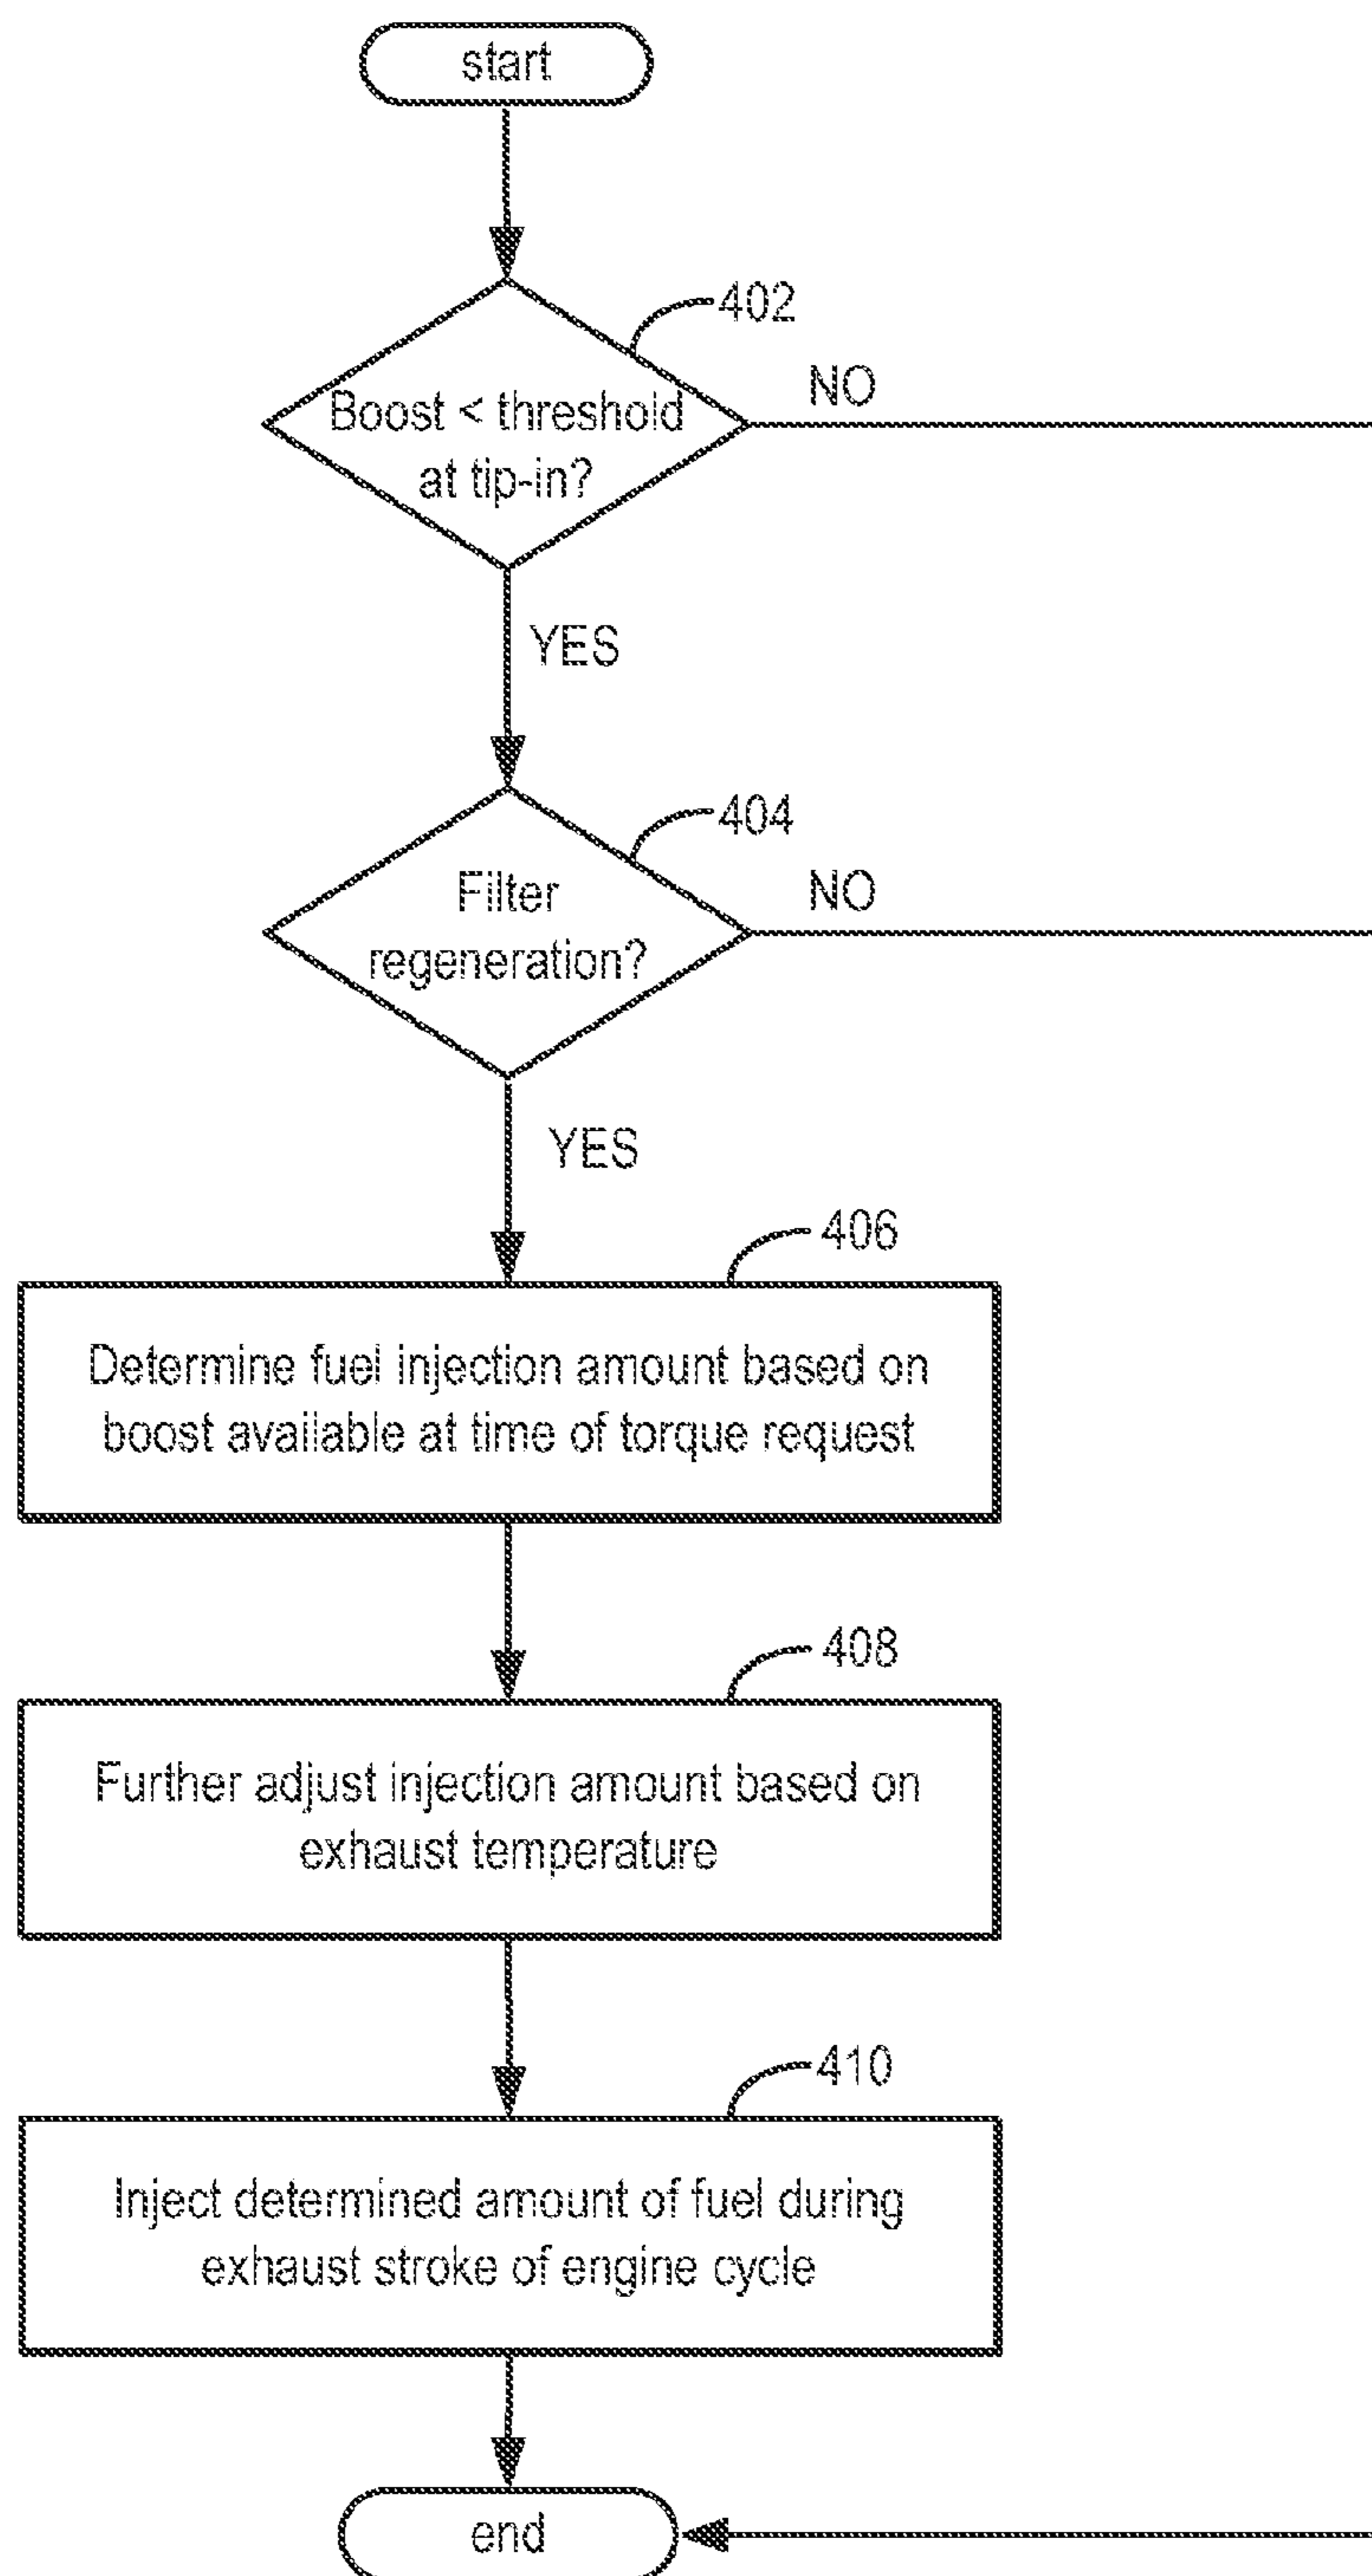 start
402
Boost < threshold
at tip-in?
NO
YES
404
Filter
regeneration?
NO
YES
406
Determine fuel injection amount based on
boost available at time of torque request
408
Further adjust injection amount based on
exhaust temperature
410
Inject determined amount of fuel during
exhaust stroke of engine cycle
end